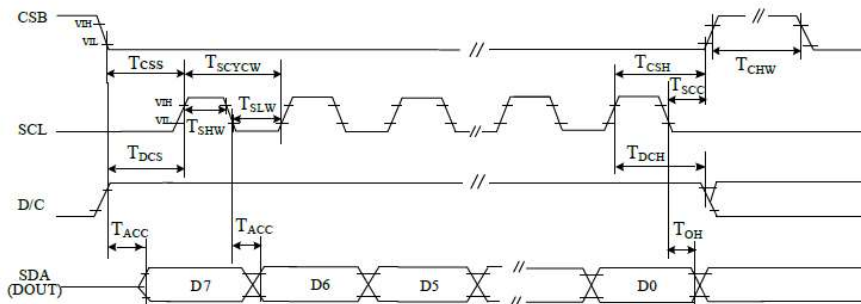 CSB
VIH
VIL
//
//
TCSS
TSCYCW
TCSH
TCHW
TSCC
SCL
VIH
VIL
TSHW
TSLW
//
TDCS
TDCH
D/C
//
TACC
TACC
TOH
SDA
(DOUT)
D7
D6
D5
//
//
D0